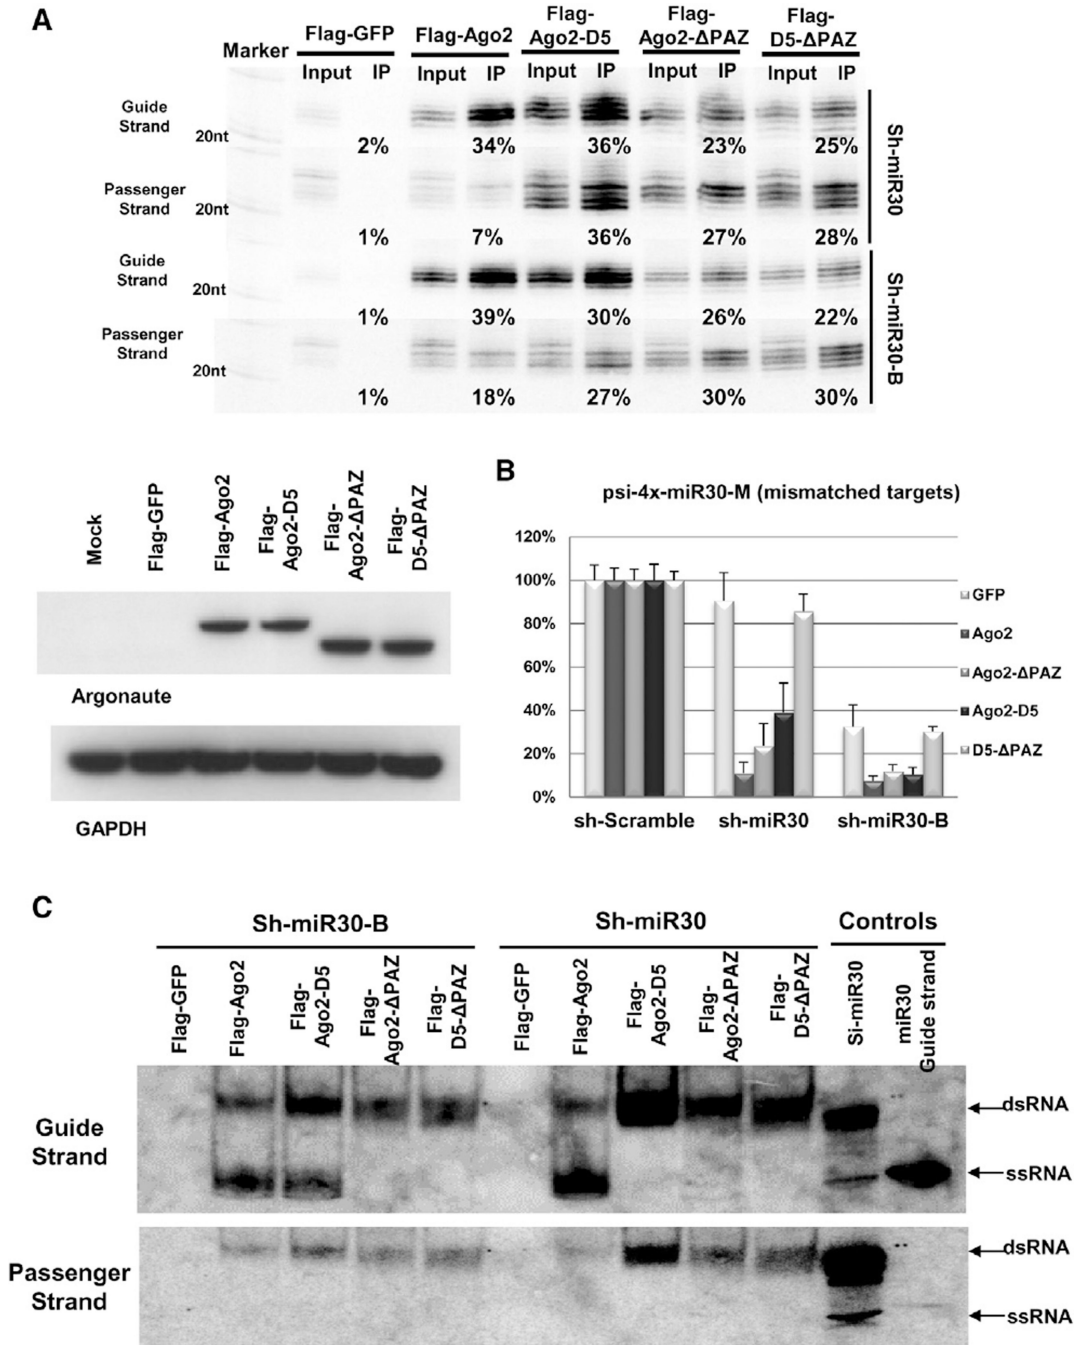 A
Marker
Flag-GFP
Flag-Ago2
Flag-
Ago2-D5
Flag-
Ago2-ΔPAZ
Flag-
D5-ΔPAZ
Input IP Input IP Input IP Input IP Input IP
Guide
Strand
20nt
2% 34% 36% 23% 25%
Passenger
Strand
20nt
1% 7% 36% 27% 28%
Sh-miR30
Guide
Strand
20nt
1% 39% 30% 26% 22%
Passenger
Strand
20nt
1% 18% 27% 30% 30%
Sh-miR30-B
Mock
Flag-GFP
Flag-Ago2
Flag-
Ago2-D5
Flag-
Ago2-ΔPAZ
Flag-
D5-ΔPAZ
Argonaute
GAPDH
B
psi-4x-miR30-M (mismatched targets)
120%
100%
80%
60%
40%
20%
0%
sh-Scramble sh-miR30 sh-miR30-B
GFP
Ago2
Ago2-ΔPAZ
Ago2-D5
D5-ΔPAZ
C
Sh-miR30-B Sh-miR30 Controls
Flag-GFP
Flag-Ago2
Flag-
Ago2-D5
Flag-
Ago2-ΔPAZ
Flag-
D5-ΔPAZ
Flag-GFP
Flag-Ago2
Flag-
Ago2-D5
Flag-
Ago2-ΔPAZ
Flag-
D5-ΔPAZ
Si-miR30
miR30
Guide strand
Guide
Strand
dsRNA
ssRNA
Passenger
Strand
dsRNA
ssRNA